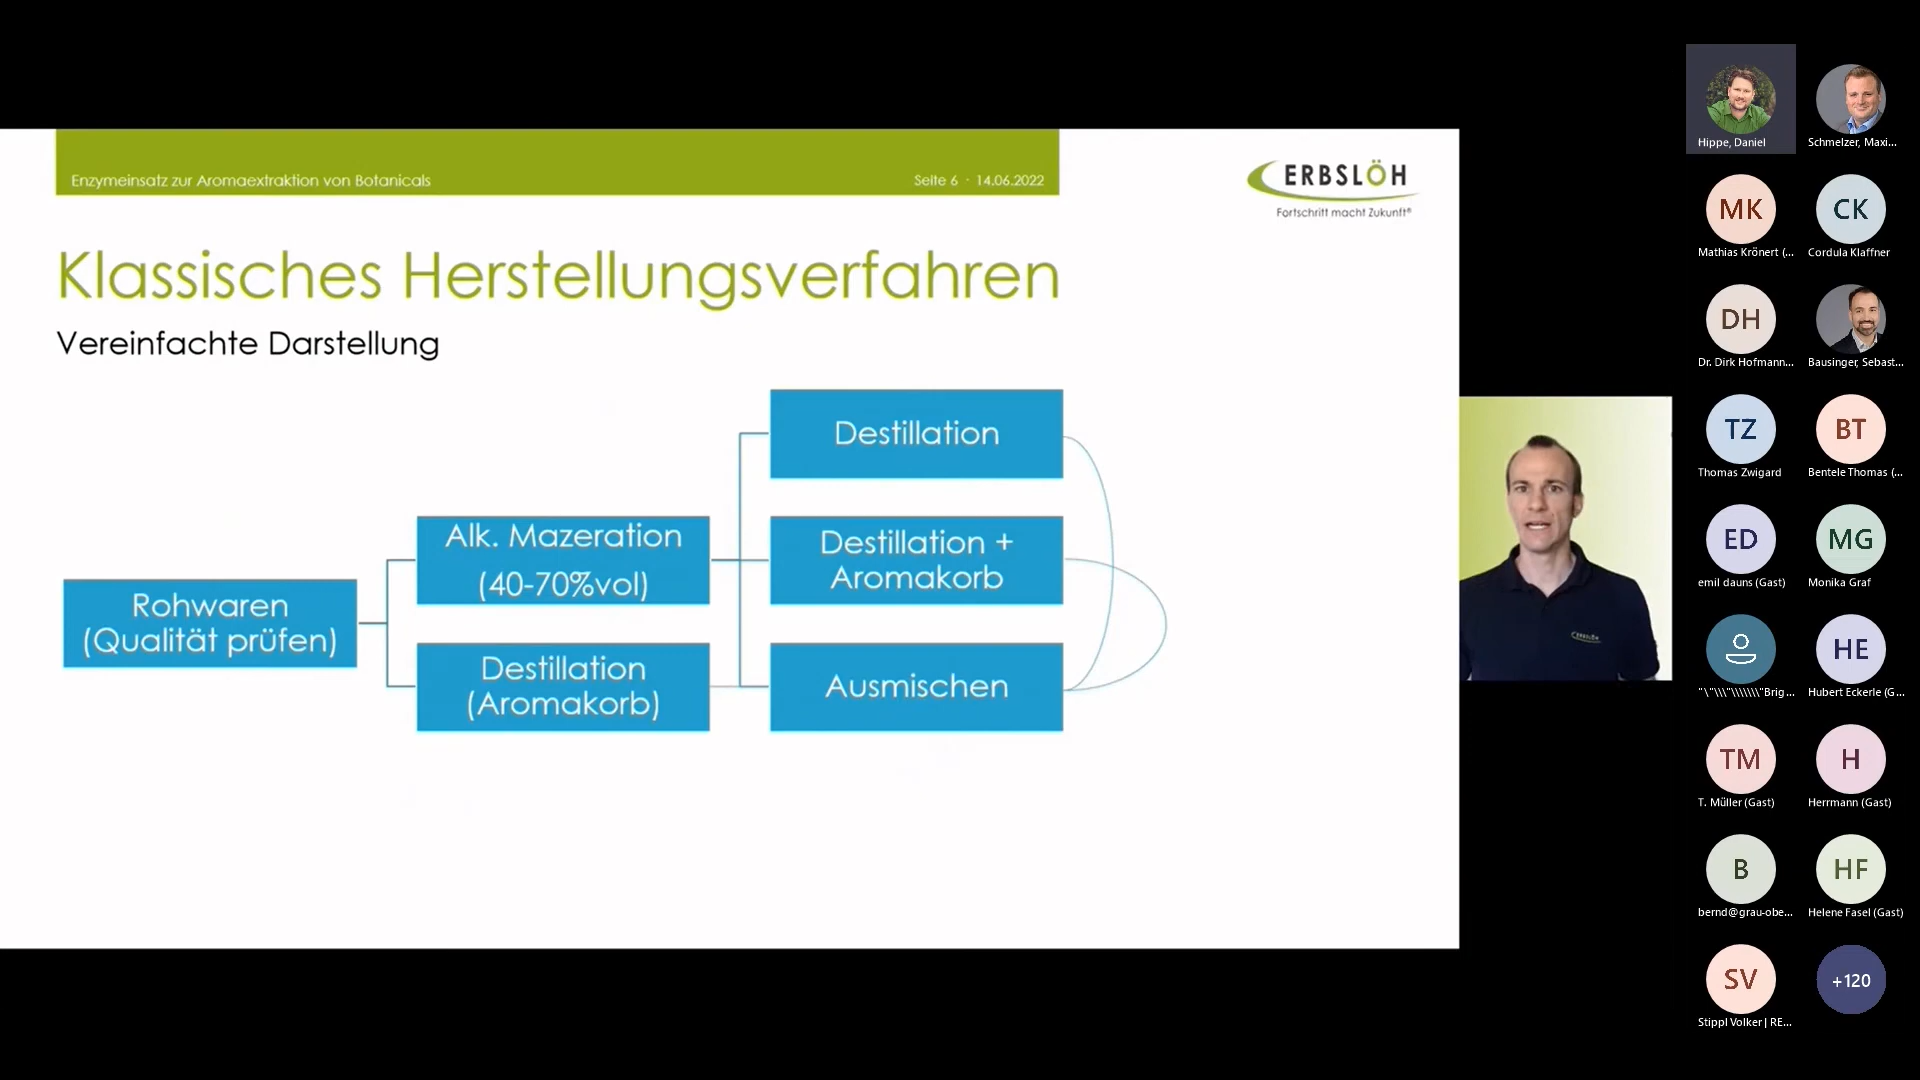 Enzymeinsatz zur Aromaextraktion von Botanicals
Seite 6 · 14.06.2022
ERBSLÖH
Fortschritt macht Zukunft®
Klassisches Herstellungsverfahren
Vereinfachte Darstellung
Rohwaren
(Qualität prüfen)
Alk. Mazeration
(40-70%vol)
Destillation
(Aromakorb)
Destillation
Destillation +
Aromakorb
Ausmischen
ERBSLÖH
Hippe, Daniel
Schmelzer, Maxi...
MK
Mathias Krönert (...
CK
Cordula Klaffner
DH
Dr. Dirk Hofmann...
Bausinger, Sebast...
TZ
Thomas Zwigard
BT
Bentele Thomas (...
ED
emil dauns (Gast)
MG
Monika Graf
"\"\\\"\\\\\\\"Brig...
HE
Hubert Eckerle (G...
TM
T. Müller (Gast)
H
Herrmann (Gast)
B
bernd@grau-obe...
HF
Helene Fasel (Gast)
SV
Stippl Volker | RE...
+120